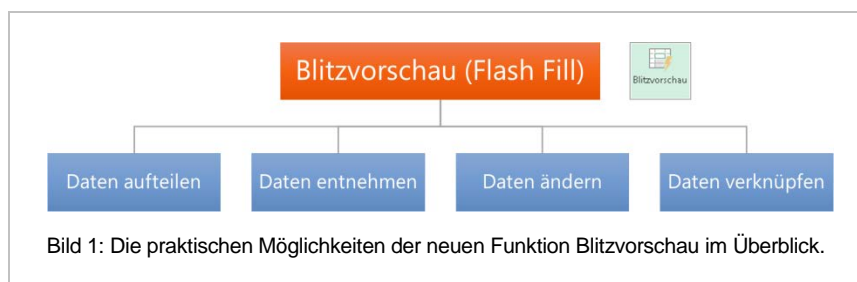 Blitzvorschau (Flash Fill)
Blitzvorschau
Daten aufteilen
Daten entnehmen
Daten ändern
Daten verknüpfen
Bild 1: Die praktischen Möglichkeiten der neuen Funktion Blitzvorschau im Überblick.